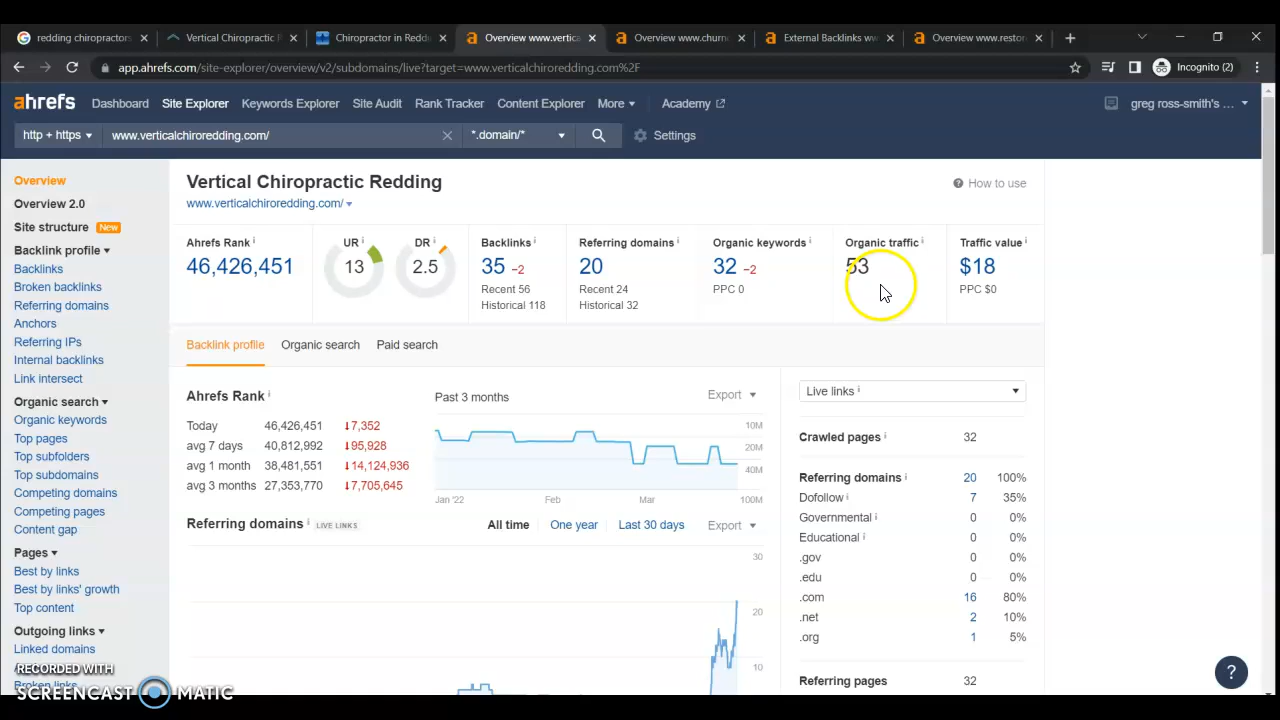 redding chiropractors
Vertical Chiropractic R
Chiropractor in Reddi
Overview www.vertica
Overview www.churn
External Backlinks ww
Overview www.restor
app.ahrefs.com/site-explorer/overview/v2/subdomains/live?target=www.verticalchiroredding.com%2F
Incognito (2)
ahrefs Dashboard Site Explorer Keywords Explorer Site Audit Rank Tracker Content Explorer More Academy
greg ross-smith's ...
http + https www.verticalchiroredding.com/ *.domain/* Settings
Overview
Overview 2.0
Site structure New
Backlink profile
Backlinks
Broken backlinks
Referring domains
Anchors
Referring IPs
Internal backlinks
Link intersect
Organic search
Organic keywords
Top pages
Top subfolders
Top subdomains
Competing domains
Competing pages
Content gap
Pages
Best by links
Best by links' growth
Top content
Outgoing links
Linked domains
Vertical Chiropractic Redding
How to use
www.verticalchiroredding.com/
Ahrefs Rank
46,426,451
UR
13
DR
2.5
Backlinks
35 −2
Recent 56
Historical 118
Referring domains
20
Recent 24
Historical 32
Organic keywords
32 −2
PPC 0
Organic traffic
53
Traffic value
$18
PPC $0
Backlink profile Organic search Paid search
Ahrefs Rank
Today 46,426,451 ↓7,352
avg 7 days 40,812,992 ↓95,928
avg 1 month 38,481,551 ↓14,124,936
avg 3 months 27,353,770 ↓7,705,645
Past 3 months
Export
10M
20M
40M
100M
Jan '22 Feb Mar
Referring domains LIVE LINKS
All time One year Last 30 days Export
30
20
10
Live links
Crawled pages 32
Referring domains 20 100%
Dofollow 7 35%
Governmental 0 0%
Educational 0 0%
.gov 0 0%
.edu 0 0%
.com 16 80%
.net 2 10%
.org 1 5%
Referring pages 32
?
RECORDED WITH
SCREENCAST MATIC